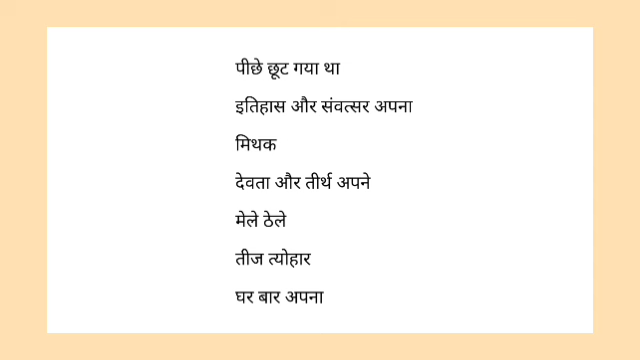 पीछे छूट गया था
इतिहास और संवत्सर अपना
मिथक
देवता और तीर्थ अपने
मेले ठेले
तीज त्योहार
घर बार अपना